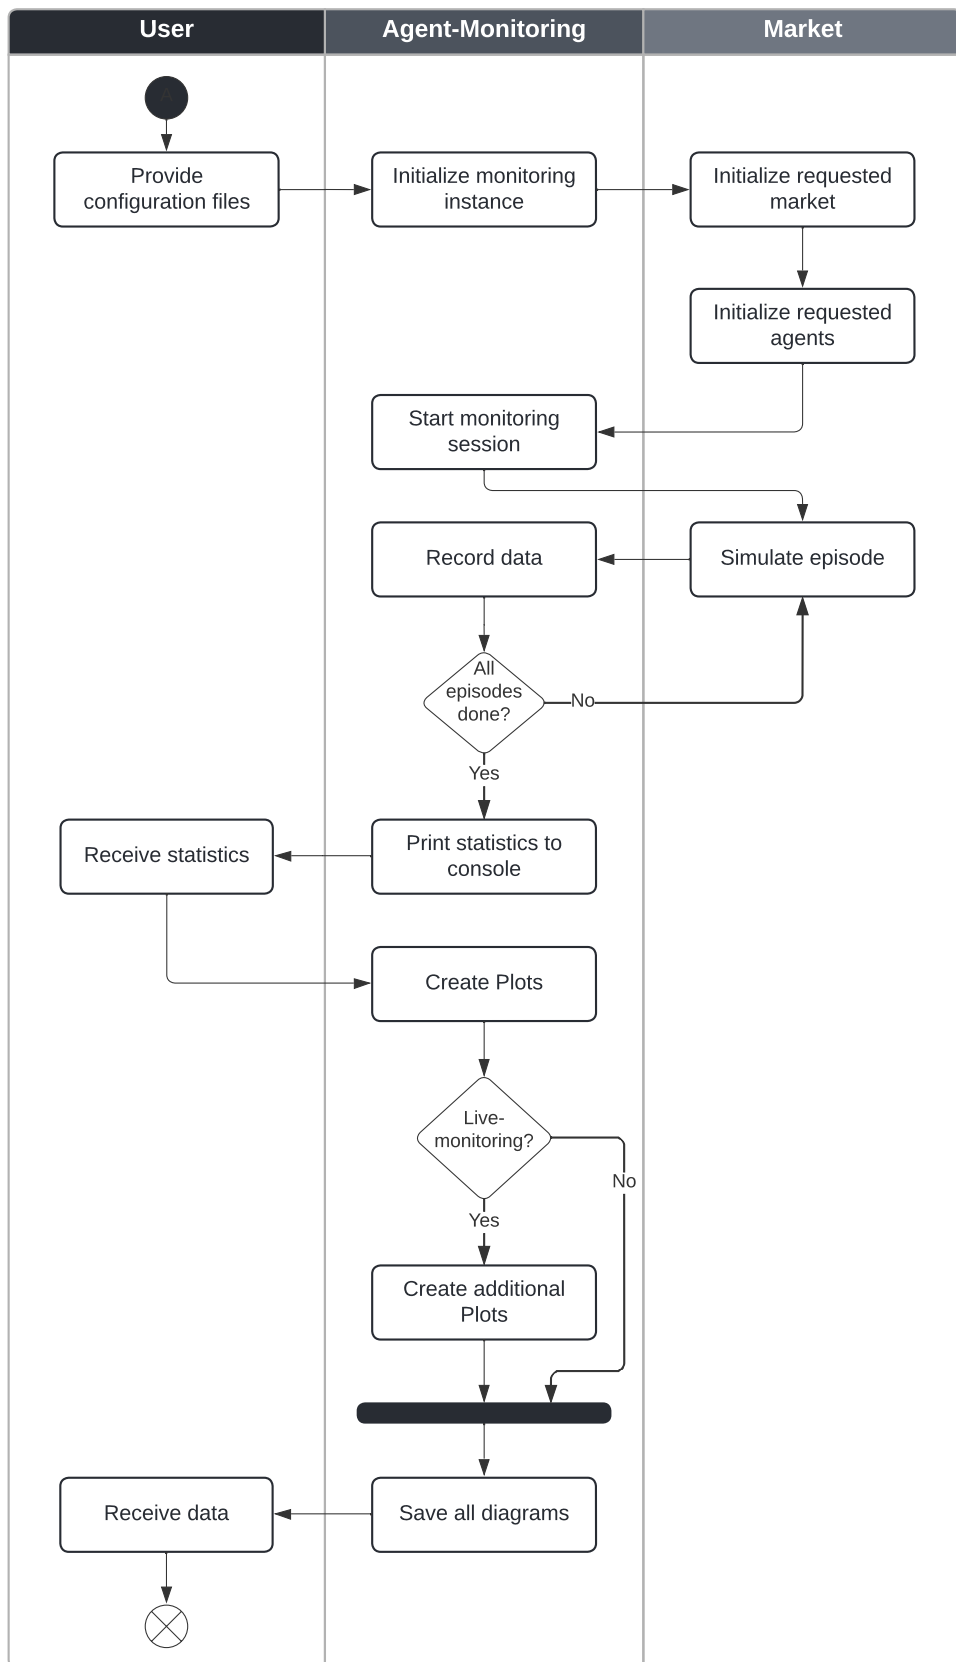 User
Agent-Monitoring
Market
Provide
configuration files
Initialize monitoring
instance
Initialize requested
market
Initialize requested
agents
Start monitoring
session
Record data
Simulate episode
All
episodes
done?
No
Yes
Receive statistics
Print statistics to
console
Create Plots
Live-
monitoring?
No
Yes
Create additional
Plots
Receive data
Save all diagrams